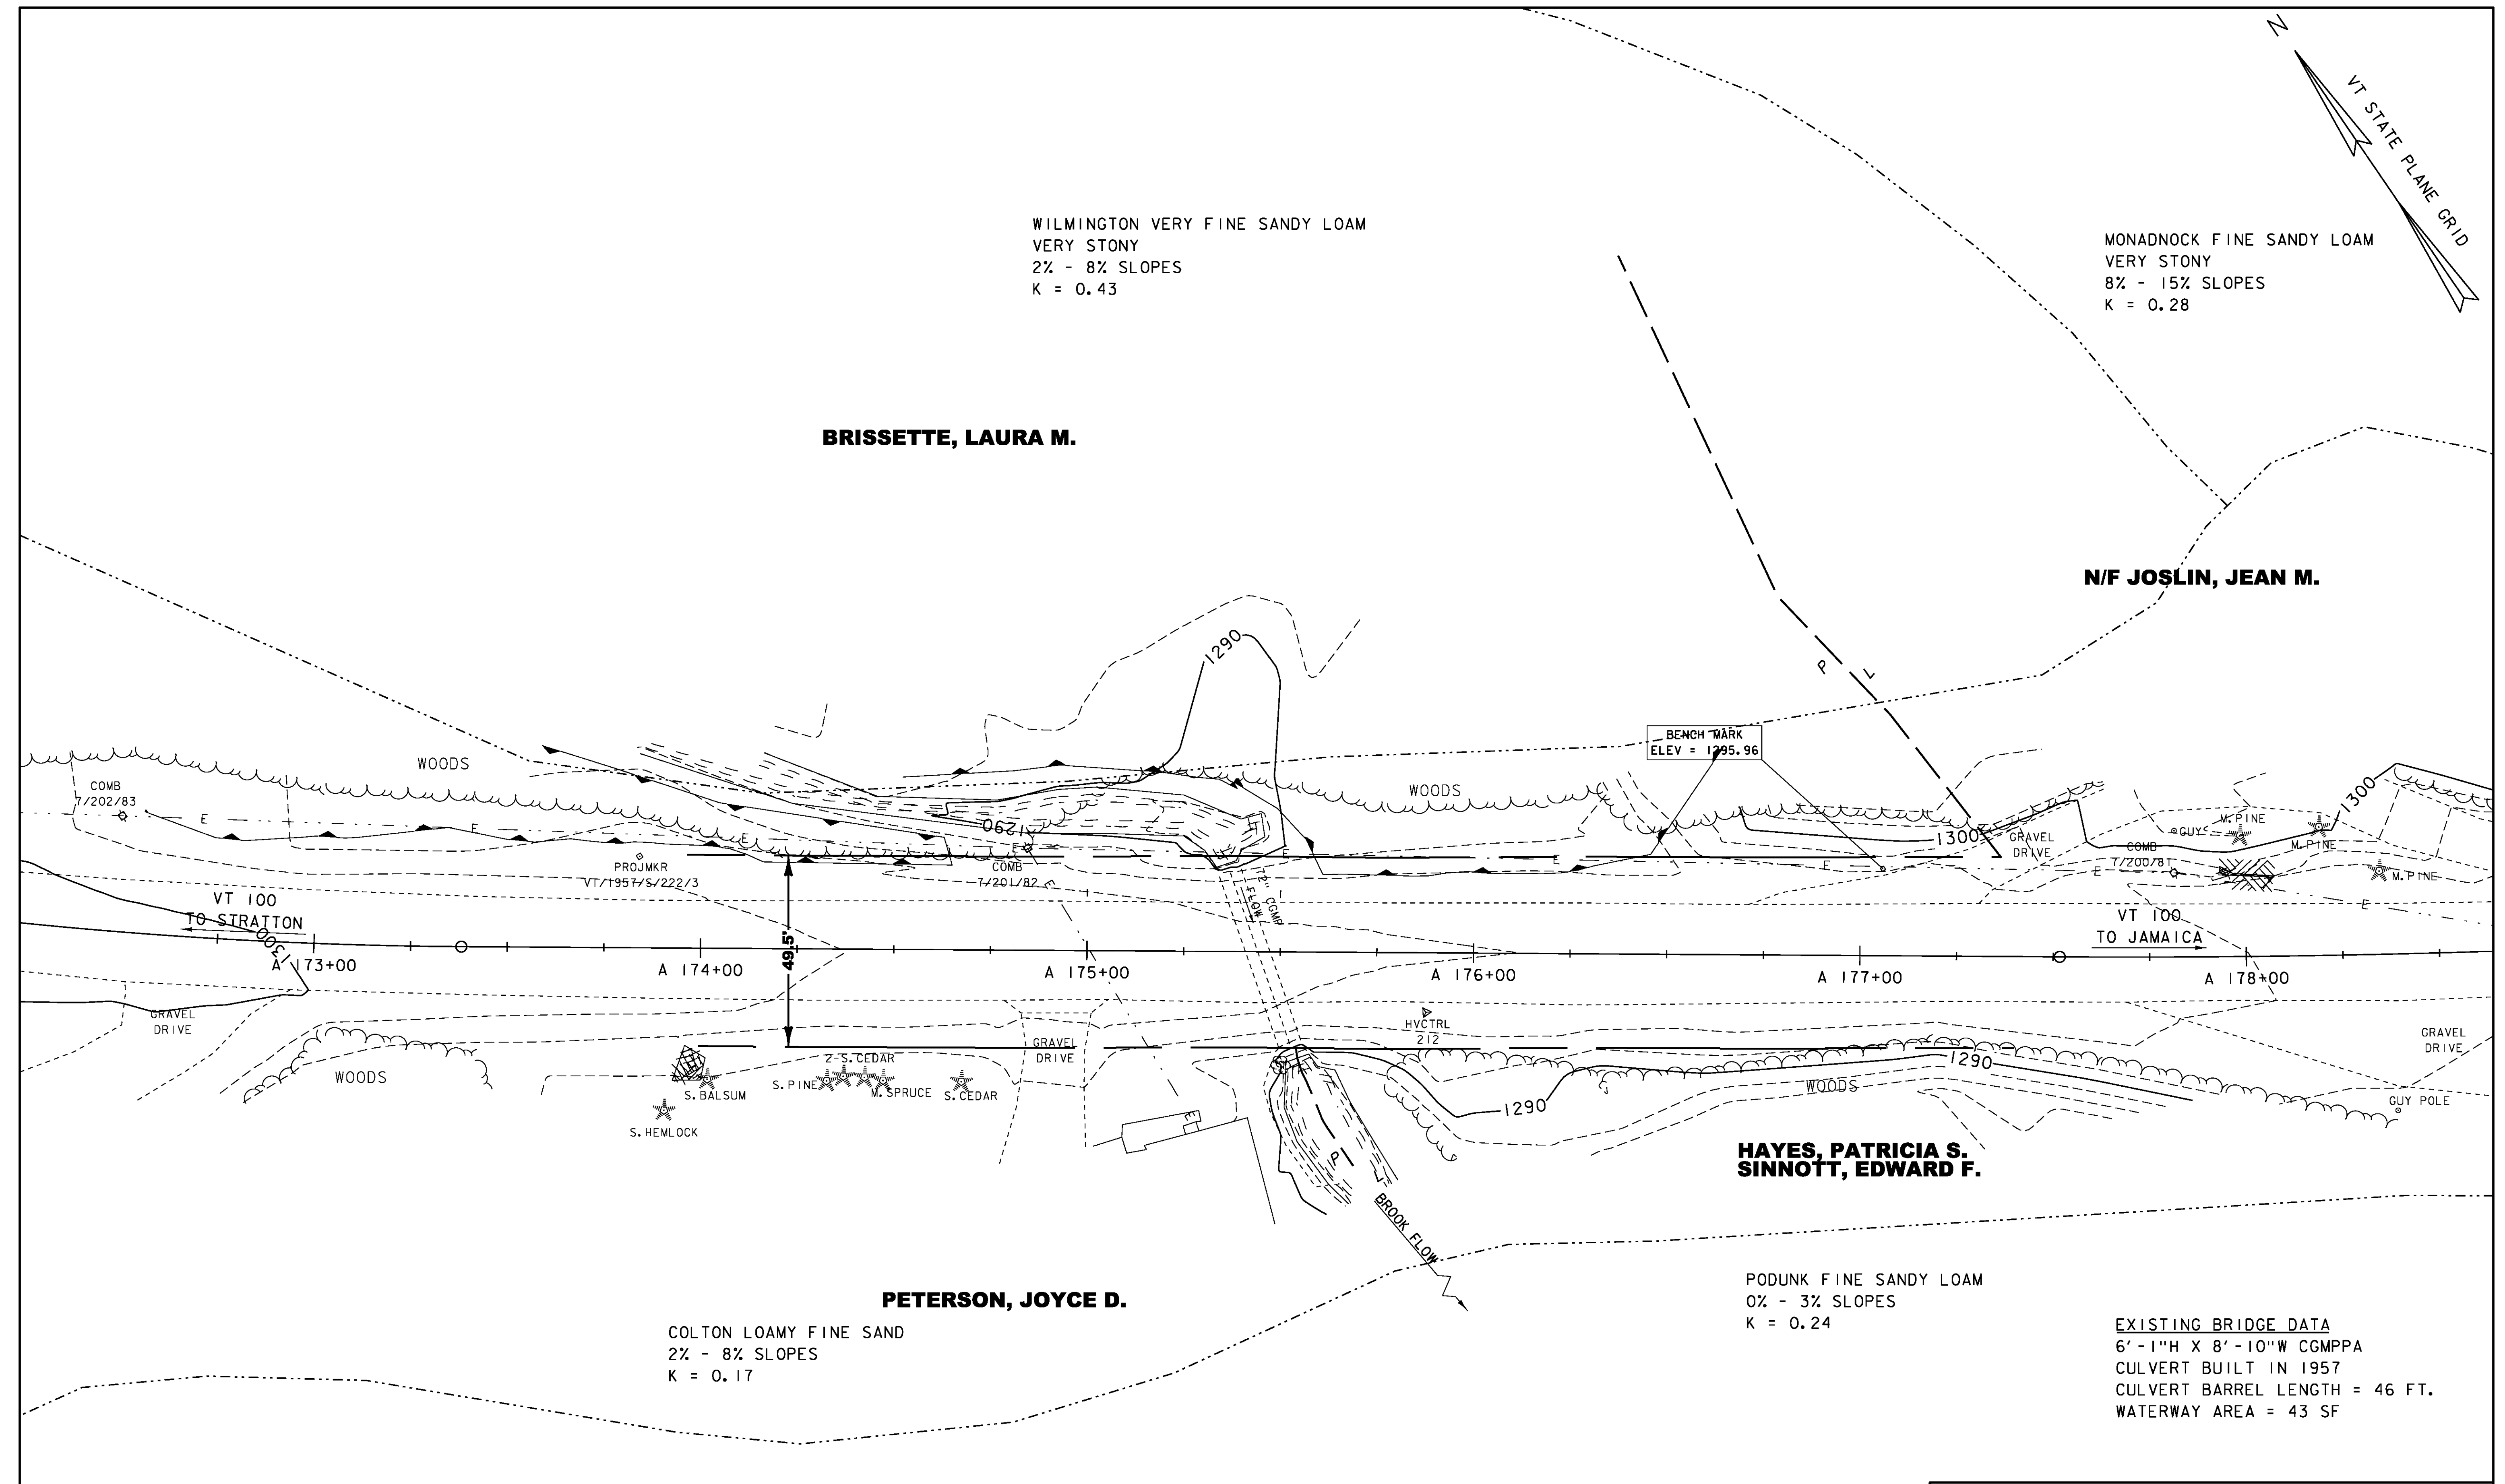 N
VT STATE PLANE GRID
WILMINGTON VERY FINE SANDY LOAM
VERY STONY
2% - 8% SLOPES
K = 0.43
MONADNOCK FINE SANDY LOAM
VERY STONY
8% - 15% SLOPES
K = 0.28
BRISSETTE, LAURA M.
N/F JOSLIN, JEAN M.
1290
P L
BENCH MARK
ELEV = 1295.96
WOODS
WOODS
COMB
7/202/83
E
E
E
1290
E
E
E
E
E
E
1300
1300
GRAVEL
DRIVE
GUY
M.PINE
M.PINE
M.PINE
COMB
7/200/81
PROJMKR
VT/1957/S/222/3
COMB
7/201/82
E
72" CGMP
FLOW
VT 100
TO STRATTON
1300
49.5'
VT 100
TO JAMAICA
A 173+00
A 174+00
A 175+00
A 176+00
A 177+00
A 178+00
GRAVEL
DRIVE
HVCTRL
212
GRAVEL
DRIVE
GRAVEL
DRIVE
WOODS
2-S.CEDAR
S.PINE
M.SPRUCE
S.CEDAR
S.BALSUM
S.HEMLOCK
E
1290
1290
WOODS
GUY POLE
HAYES, PATRICIA S.
SINNOTT, EDWARD F.
P L
BROOK FLOW
PETERSON, JOYCE D.
COLTON LOAMY FINE SAND
2% - 8% SLOPES
K = 0.17
PODUNK FINE SANDY LOAM
0% - 3% SLOPES
K = 0.24
EXISTING BRIDGE DATA
6'-1"H X 8'-10"W CGMPPA
CULVERT BUILT IN 1957
CULVERT BARREL LENGTH = 46 FT.
WATERWAY AREA = 43 SF